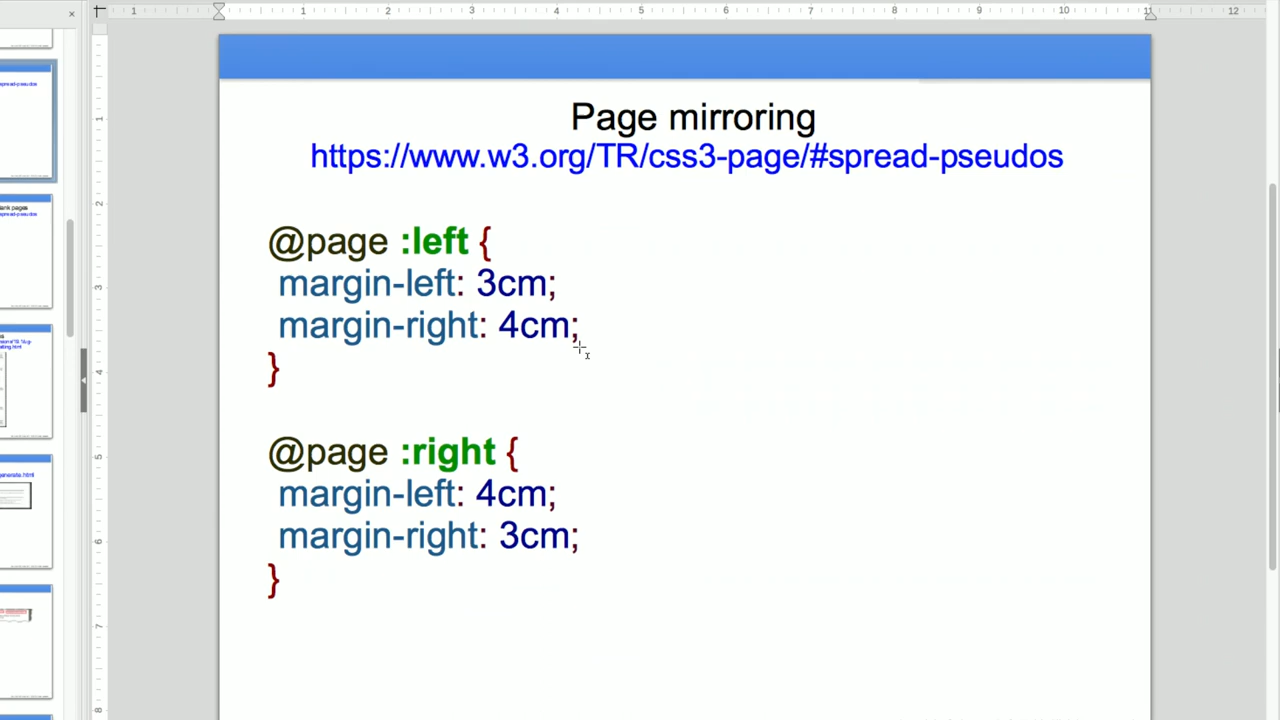 Page mirroring
https://www.w3.org/TR/css3-page/#spread-pseudos
@page :left {
margin-left: 3cm;
margin-right: 4cm;
}
@page :right {
margin-left: 4cm;
margin-right: 3cm;
}